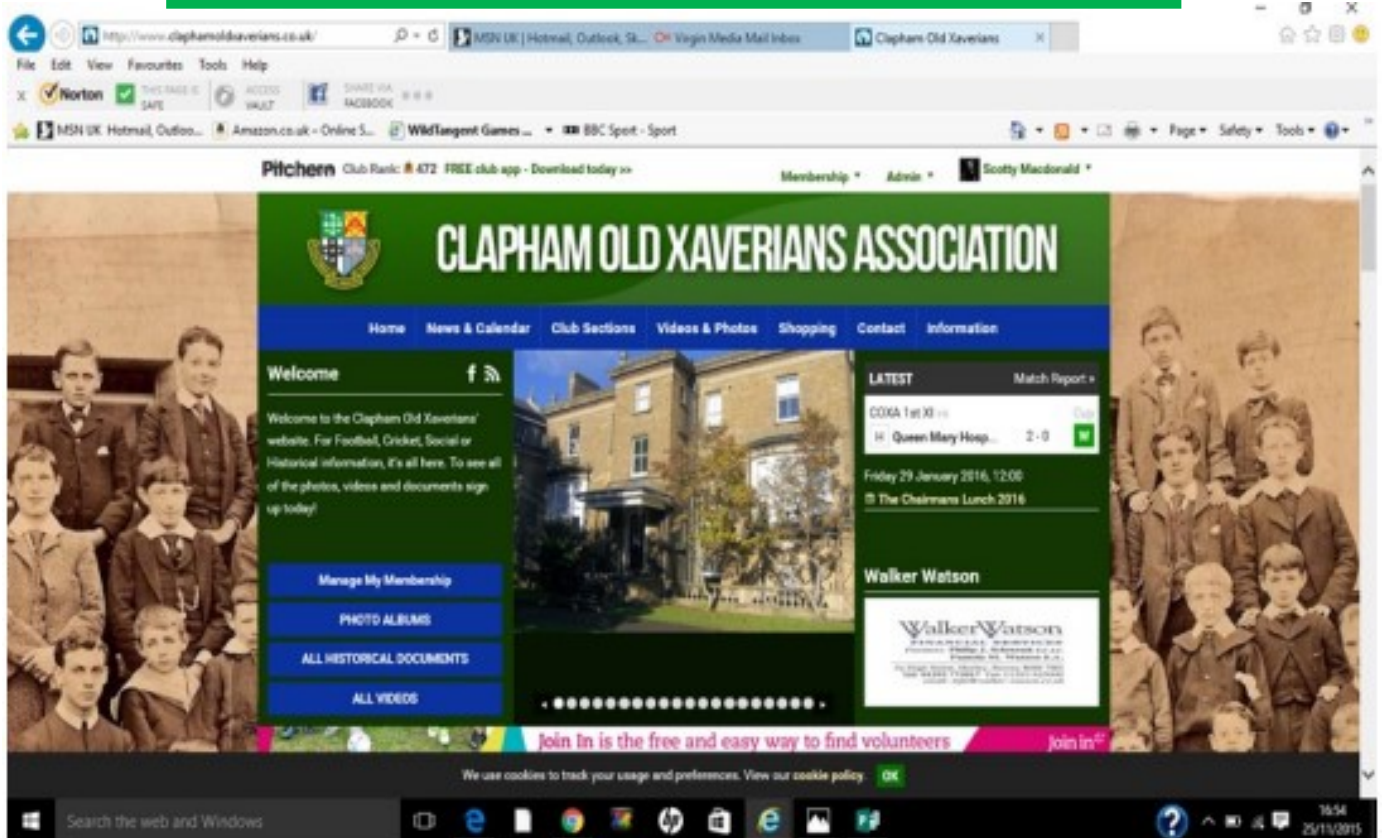 http://www.claphamoldxaverians.co.uk/
MSN UK | Hotmail, Outlook, Sk...
Virgin Media Mail Inbox
Clapham Old Xaverians
File Edit View Favourites Tools Help
x Norton THIS PAGE IS SAFE ACCESS VAULT SHARE VIA FACEBOOK
MSN UK Hotmail, Outloo... Amazon.co.uk - Online S... WildTangent Games ... BBC Sport - Sport
Page Safety Tools
Pitchero Club Rank: 472 FREE club app - Download today >>
Membership Admin Scotty Macdonald
CLAPHAM OLD XAVERIANS ASSOCIATION
Home News & Calendar Club Sections Videos & Photos Shopping Contact Information
Welcome
Welcome to the Clapham Old Xaverians'
website. For Football, Cricket, Social or
Historical information, it's all here. To see all
of the photos, videos and documents sign
up today!
Manage My Membership
PHOTO ALBUMS
ALL HISTORICAL DOCUMENTS
ALL VIDEOS
LATEST Match Report »
COXA 1st XI Cup
H Queen Mary Hosp... 2 - 0 W
Friday 29 January 2016, 12:00
The Chairmans Lunch 2016
Walker Watson
WalkerWatson
FINANCIAL SERVICES
Join In is the free and easy way to find volunteers
Join in
We use cookies to track your usage and preferences. View our cookie policy. OK
Search the web and Windows
16:54
25/11/2015